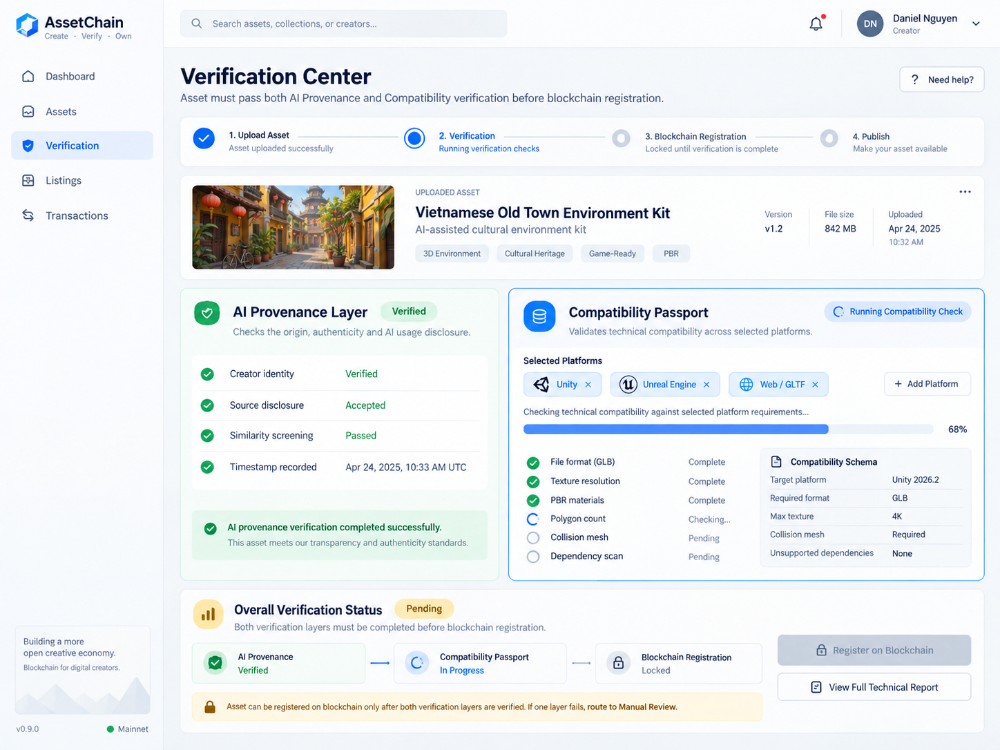 AssetChain
Create · Verify · Own
Search assets, collections, or creators...
DN
Daniel Nguyen
Creator
Dashboard
Assets
Verification
Listings
Transactions
Verification Center
Asset must pass both AI Provenance and Compatibility verification before blockchain registration.
? Need help?
1. Upload Asset
Asset uploaded successfully
2. Verification
Running verification checks
3. Blockchain Registration
Locked until verification is complete
4. Publish
Make your asset available
UPLOADED ASSET
Vietnamese Old Town Environment Kit
AI-assisted cultural environment kit
3D Environment
Cultural Heritage
Game-Ready
PBR
Version
v1.2
File size
842 MB
Uploaded
Apr 24, 2025
10:32 AM
AI Provenance Layer
Verified
Checks the origin, authenticity and AI usage disclosure.
Creator identity Verified
Source disclosure Accepted
Similarity screening Passed
Timestamp recorded Apr 24, 2025, 10:33 AM UTC
AI provenance verification completed successfully.
This asset meets our transparency and authenticity standards.
Compatibility Passport
Running Compatibility Check
Validates technical compatibility across selected platforms.
Selected Platforms
Unity ×
Unreal Engine ×
Web / GLTF ×
+ Add Platform
Checking technical compatibility against selected platform requirements...
68%
File format (GLB) Complete
Texture resolution Complete
PBR materials Complete
Polygon count Checking...
Collision mesh Pending
Dependency scan Pending
Compatibility Schema
Target platform Unity 2026.2
Required format GLB
Max texture 4K
Collision mesh Required
Unsupported dependencies None
Overall Verification Status
Pending
Both verification layers must be completed before blockchain registration.
AI Provenance
Verified
Compatibility Passport
In Progress
Blockchain Registration
Locked
Asset can be registered on blockchain only after both verification layers are verified. If one layer fails, route to Manual Review.
Register on Blockchain
View Full Technical Report
Building a more
open creative economy.
Blockchain for digital creators.
v0.9.0
Mainnet